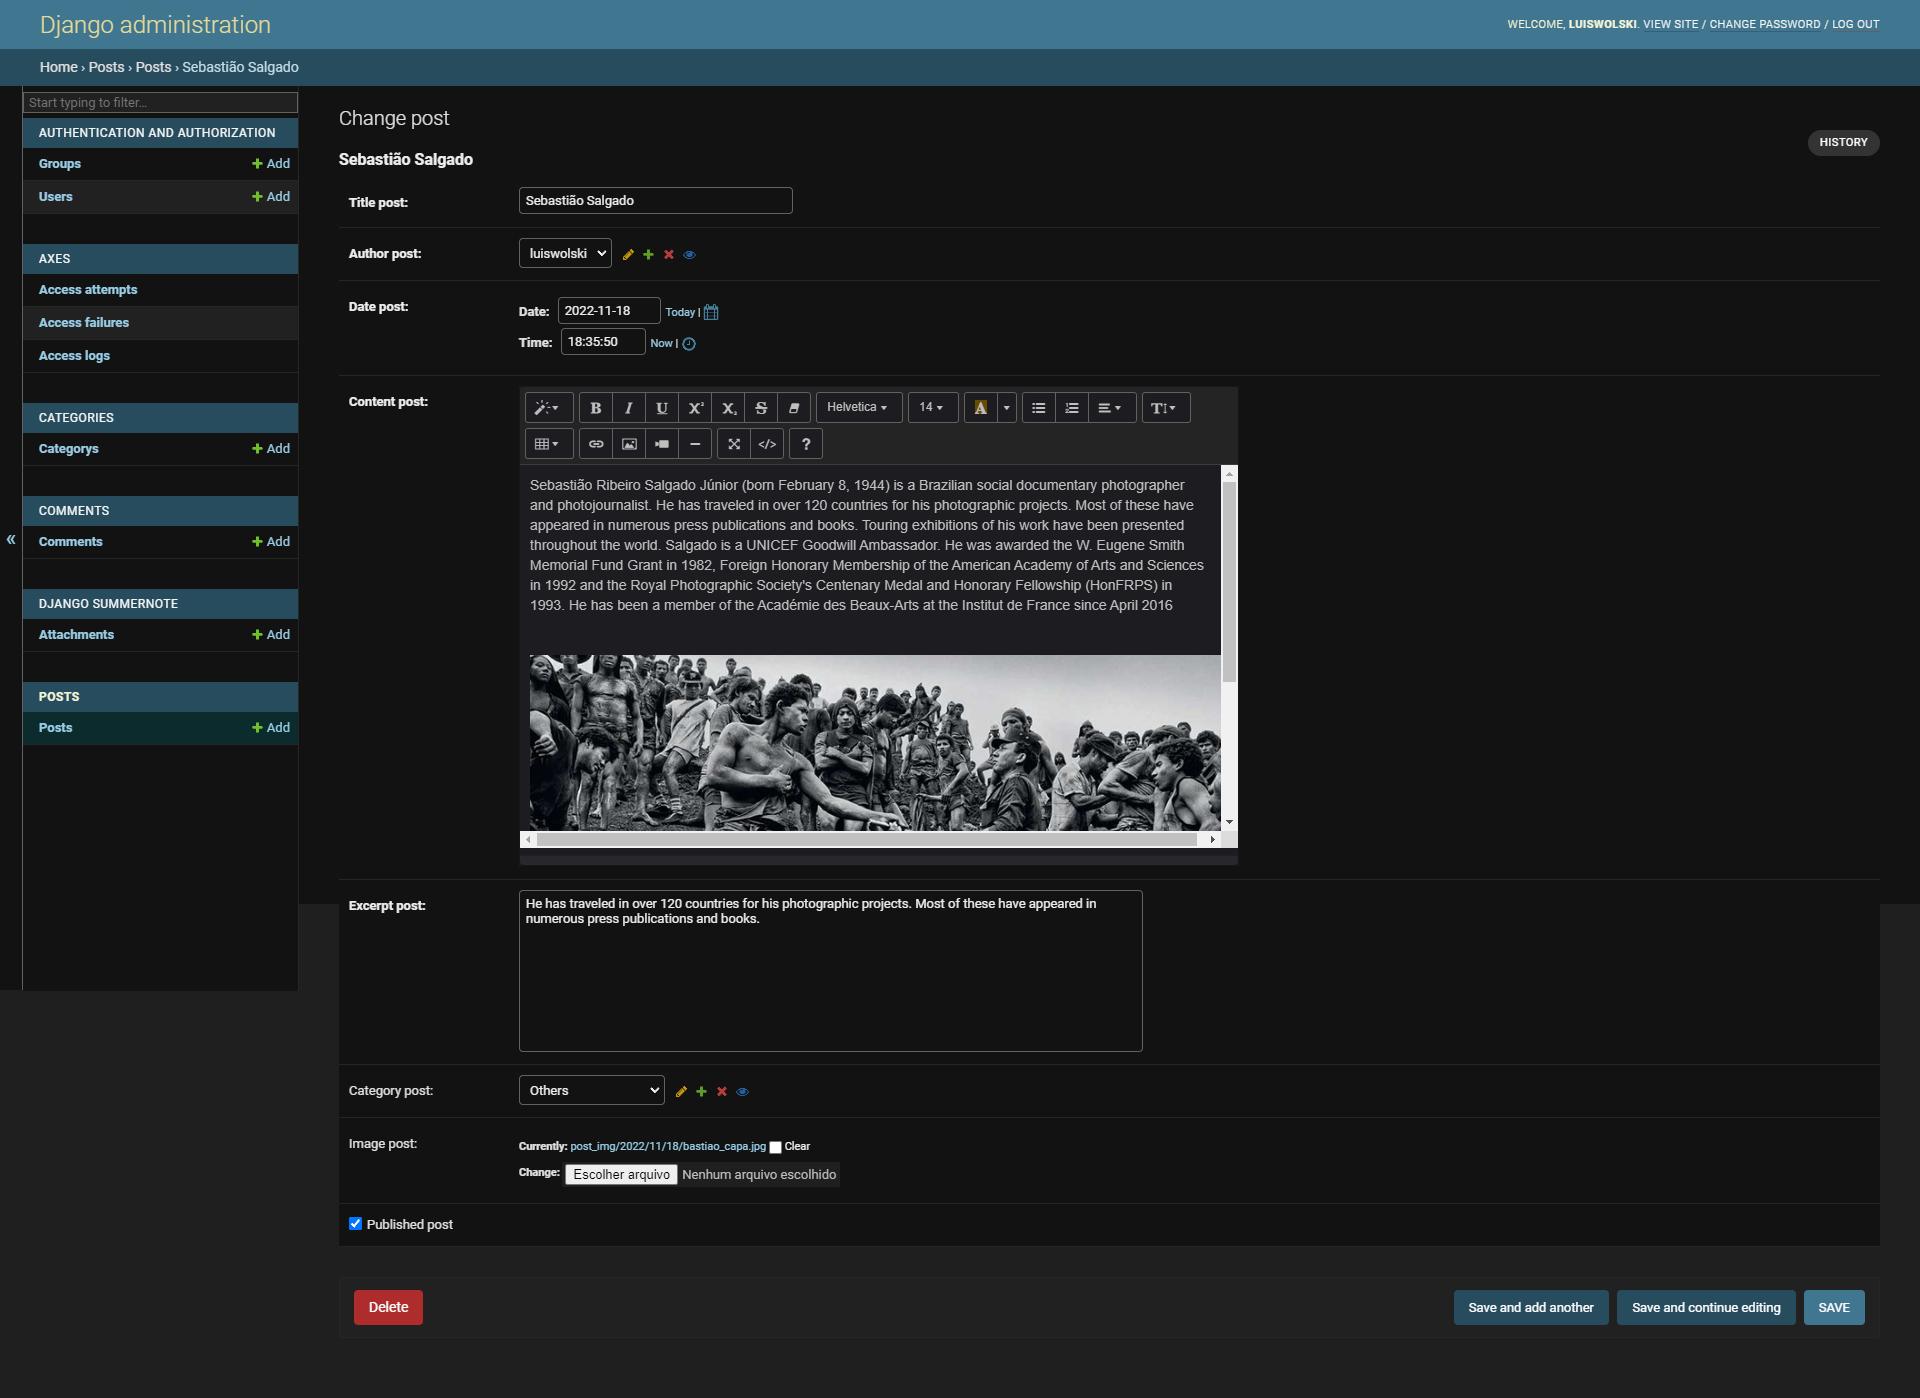 Django administration
WELCOME, LUISWOLSKI. VIEW SITE / CHANGE PASSWORD / LOG OUT
Home › Posts › Posts › Sebastião Salgado
Start typing to filter...
AUTHENTICATION AND AUTHORIZATION
Groups + Add
Users + Add
AXES
Access attempts
Access failures
Access logs
CATEGORIES
Categorys + Add
COMMENTS
Comments + Add
DJANGO SUMMERNOTE
Attachments + Add
POSTS
Posts + Add
«
Change post
HISTORY
Sebastião Salgado
Title post: Sebastião Salgado
Author post: luiswolski
Date post:
Date: 2022-11-18 Today |
Time: 18:35:50 Now |
Content post:
B I U X² X₂ S Helvetica 14 A T
</> ?
Sebastião Ribeiro Salgado Júnior (born February 8, 1944) is a Brazilian social documentary photographer
and photojournalist. He has traveled in over 120 countries for his photographic projects. Most of these have
appeared in numerous press publications and books. Touring exhibitions of his work have been presented
throughout the world. Salgado is a UNICEF Goodwill Ambassador. He was awarded the W. Eugene Smith
Memorial Fund Grant in 1982, Foreign Honorary Membership of the American Academy of Arts and Sciences
in 1992 and the Royal Photographic Society's Centenary Medal and Honorary Fellowship (HonFRPS) in
1993. He has been a member of the Académie des Beaux-Arts at the Institut de France since April 2016
Excerpt post:
He has traveled in over 120 countries for his photographic projects. Most of these have appeared in
numerous press publications and books.
Category post: Others
Image post:
Currently: post_img/2022/11/18/bastiao_capa.jpg Clear
Change: Escolher arquivo Nenhum arquivo escolhido
Published post
Delete
Save and add another
Save and continue editing
SAVE